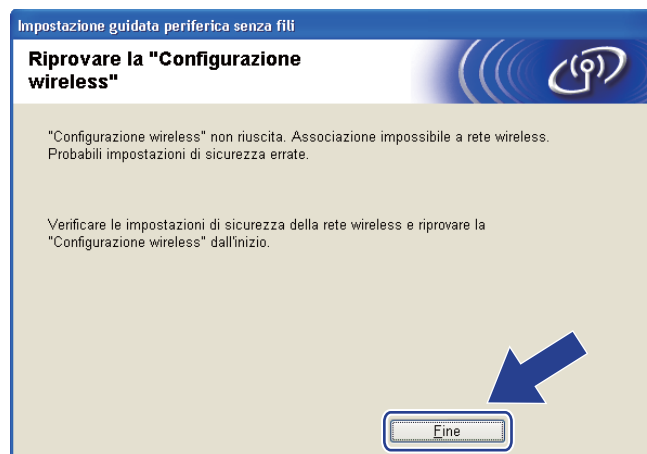 Impostazione guidata periferica senza fili
Riprovare la "Configurazione
wireless"
"Configurazione wireless" non riuscita. Associazione impossibile a rete wireless.
Probabili impostazioni di sicurezza errate.
Verificare le impostazioni di sicurezza della rete wireless e riprovare la
"Configurazione wireless" dall'inizio.
Fine